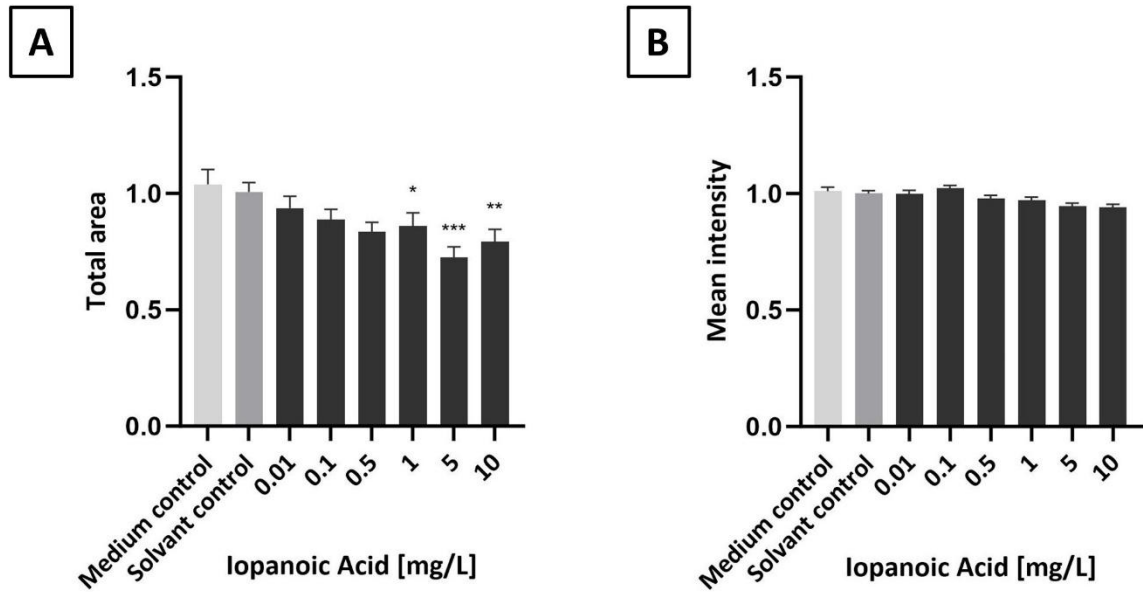 A
1.5
1.0
0.5
0.0
Total area
*
***
**
Medium control
Solvant control
0.01
0.1
0.5
1
5
10
Iopanoic Acid [mg/L]
B
1.5
1.0
0.5
0.0
Mean intensity
Medium control
Solvant control
0.01
0.1
0.5
1
5
10
Iopanoic Acid [mg/L]